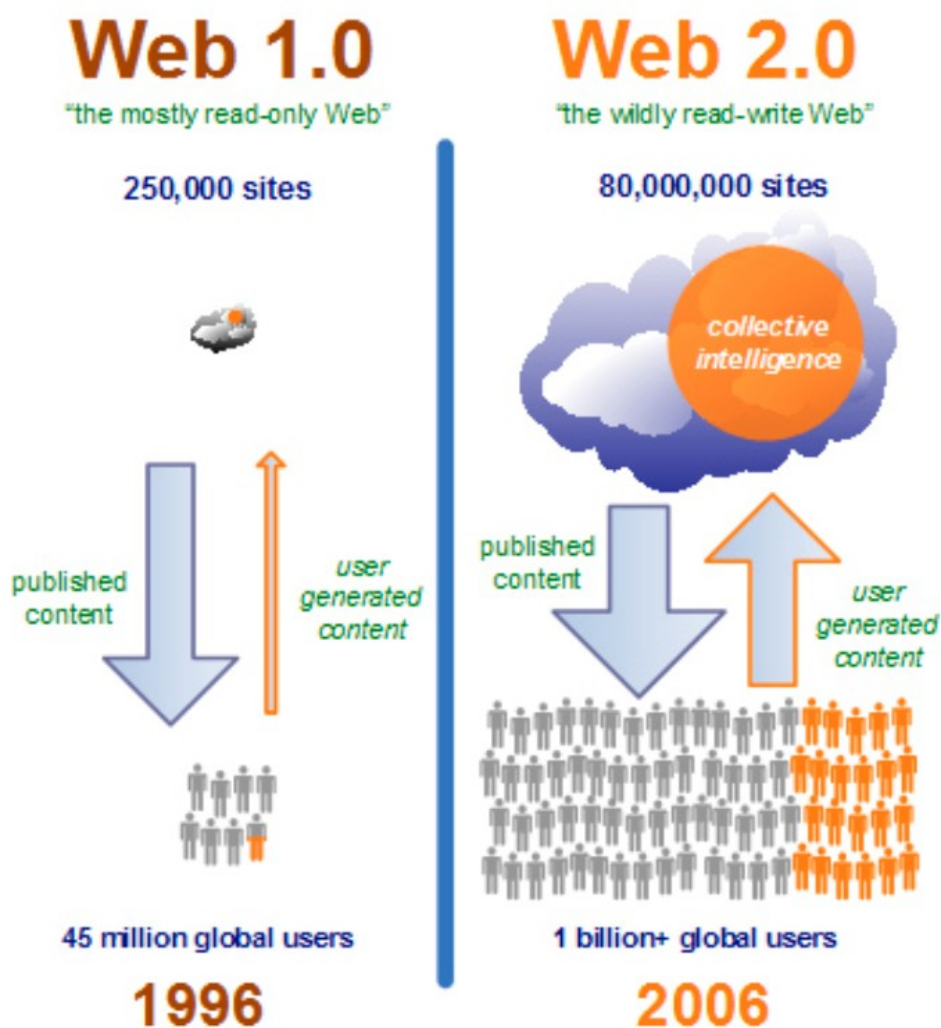 Web 1.0
“the mostly read-only Web”
250,000 sites
published
content
user
generated
content
45 million global users
1996
Web 2.0
“the wildly read-write Web”
80,000,000 sites
collective
intelligence
published
content
user
generated
content
1 billion+ global users
2006